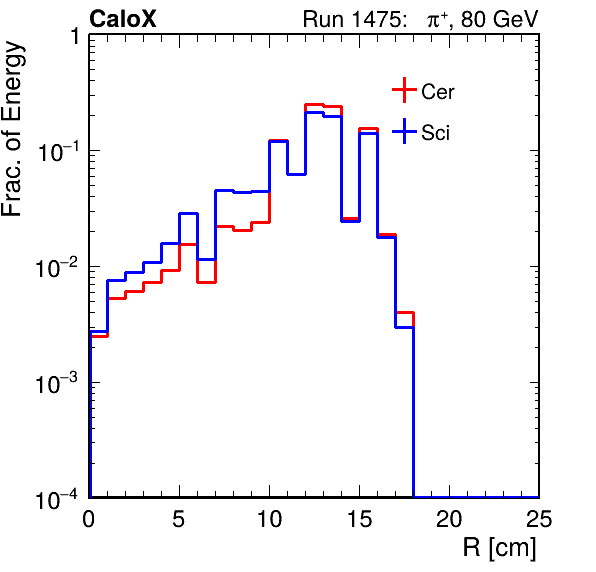 CaloX Run 1475: π⁺, 80 GeV
Frac. of Energy
1
10⁻¹
10⁻²
10⁻³
10⁻⁴
Cer
Sci
0 5 10 15 20 25
R [cm]